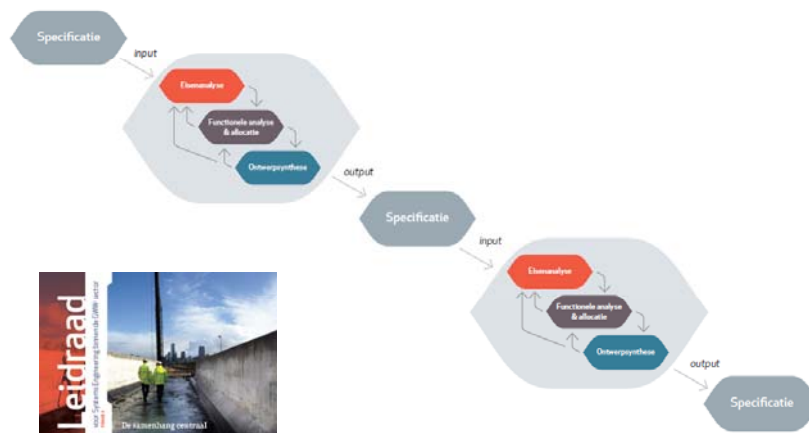 Specificatie
input
Eisenanalyse
Functionele analyse
& allocatie
Ontwerpsynthese
output
Specificatie
input
Eisenanalyse
Functionele analyse
& allocatie
Ontwerpsynthese
output
Specificatie
Leidraad
voor Systems Engineering binnen de GWW-sector
De samenhang centraal